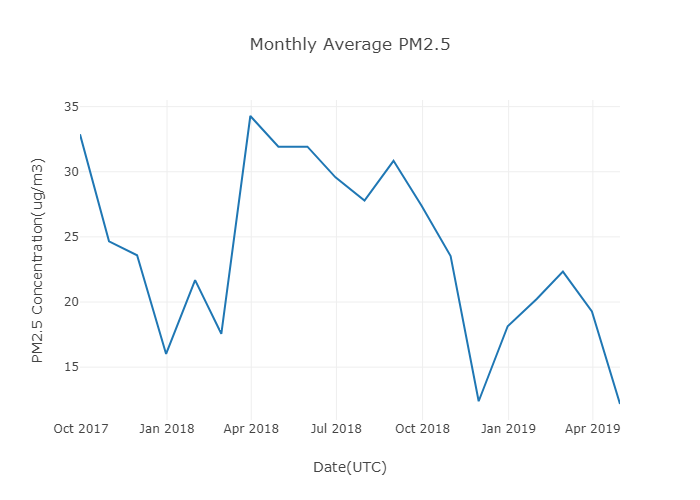 Monthly Average PM2.5
PM2.5 Concentration(ug/m3)
35
30
25
20
15
Oct 2017
Jan 2018
Apr 2018
Jul 2018
Oct 2018
Jan 2019
Apr 2019
Date(UTC)